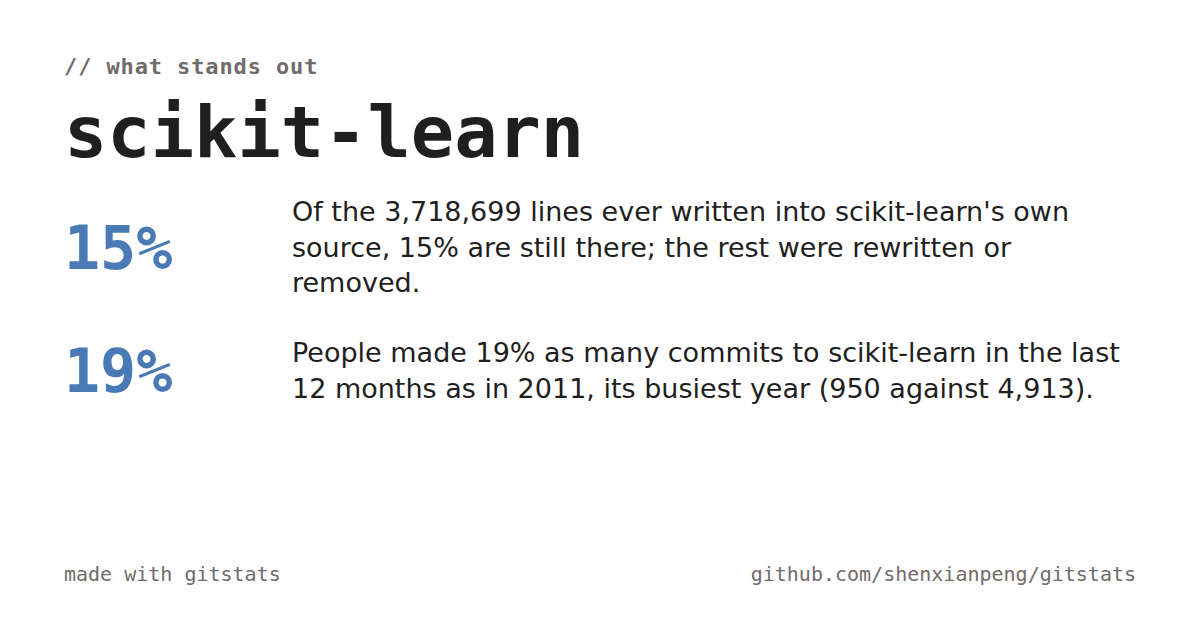 // what stands out
scikit-learn
15%
Of the 3,718,699 lines ever written into scikit-learn's own
source, 15% are still there; the rest were rewritten or
removed.
19%
People made 19% as many commits to scikit-learn in the last
12 months as in 2011, its busiest year (950 against 4,913).
made with gitstats
github.com/shenxianpeng/gitstats